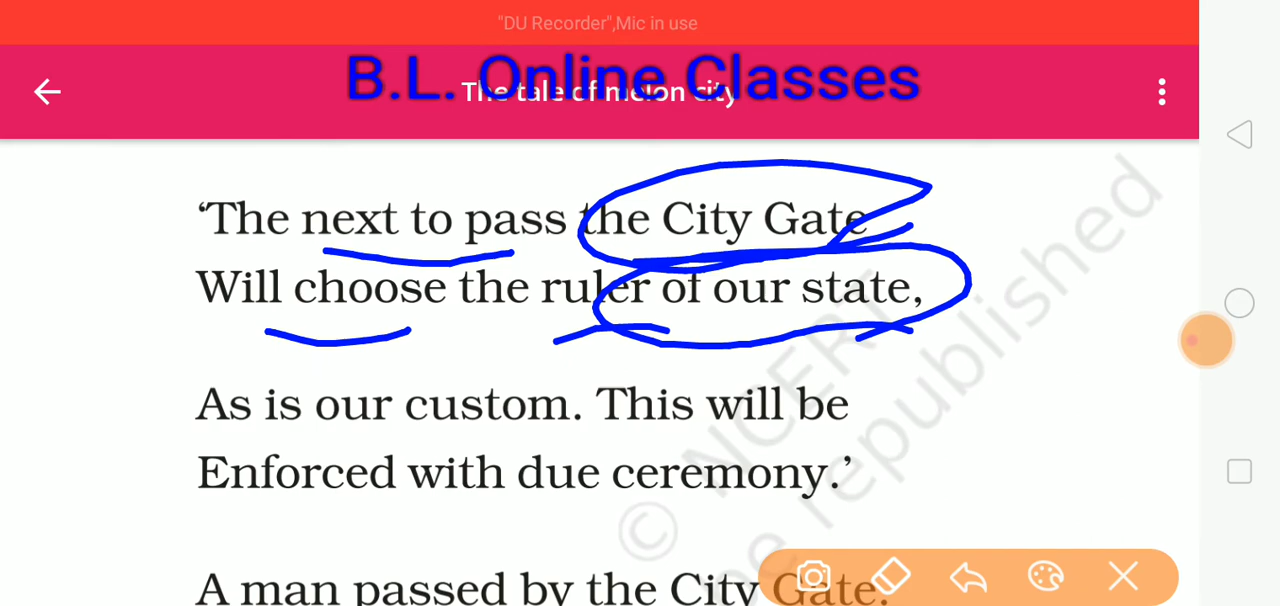 "DU Recorder",Mic in use
B.L. Online Classes
The tale of melon city
‘The next to pass the City Gate
Will choose the ruler of our state,
As is our custom. This will be
Enforced with due ceremony.’
A man passed by the City Gate.
© NCERT
be republished